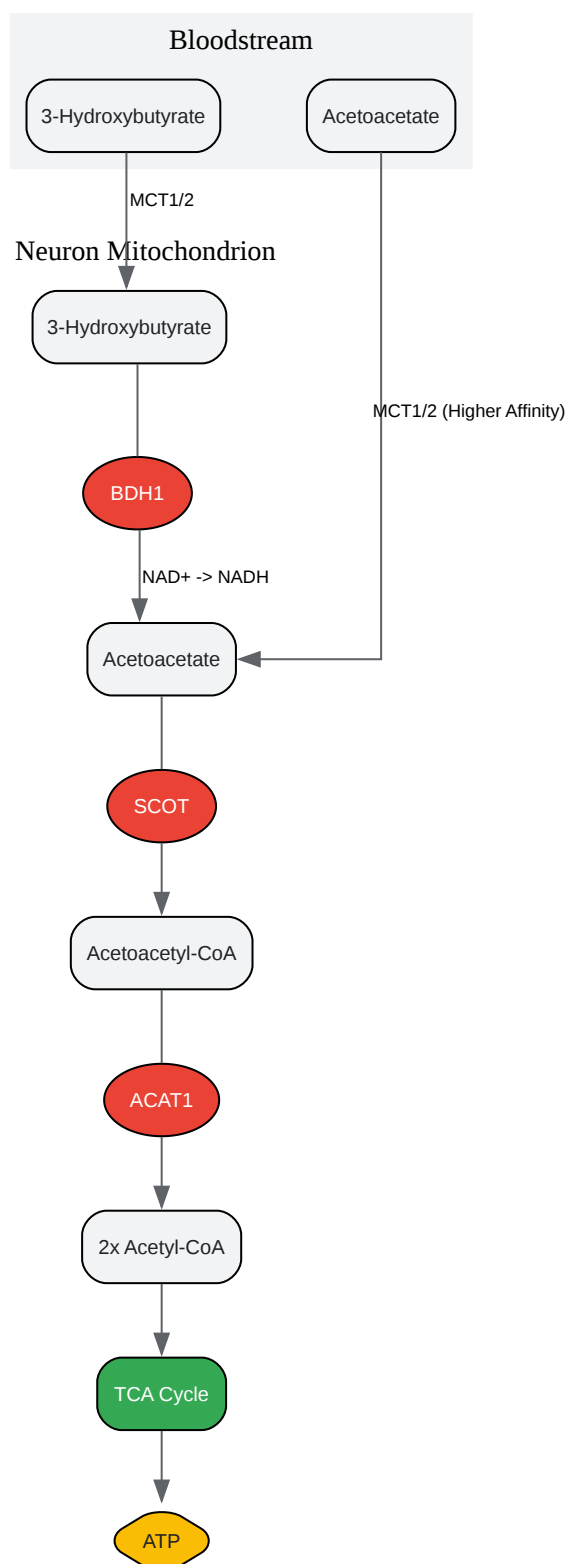 Bloodstream
3-Hydroxybutyrate
Acetoacetate
MCT1/2
Neuron Mitochondrion
3-Hydroxybutyrate
MCT1/2 (Higher Affinity)
BDH1
NAD+ -> NADH
Acetoacetate
SCOT
Acetoacetyl-CoA
ACAT1
2x Acetyl-CoA
TCA Cycle
ATP